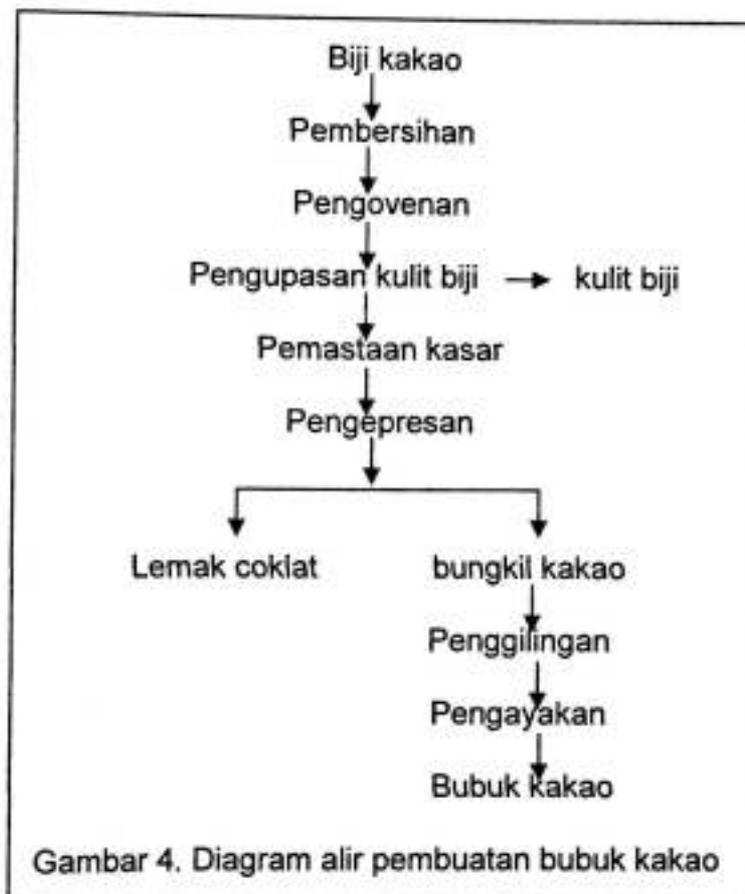 Biji kakao
Pembersihan
Pengovenan
Pengupasan kulit biji → kulit biji
Pemastaan kasar
Pengepresan
Lemak coklat bungkil kakao
Penggilingan
Pengayakan
Bubuk kakao
Gambar 4. Diagram alir pembuatan bubuk kakao